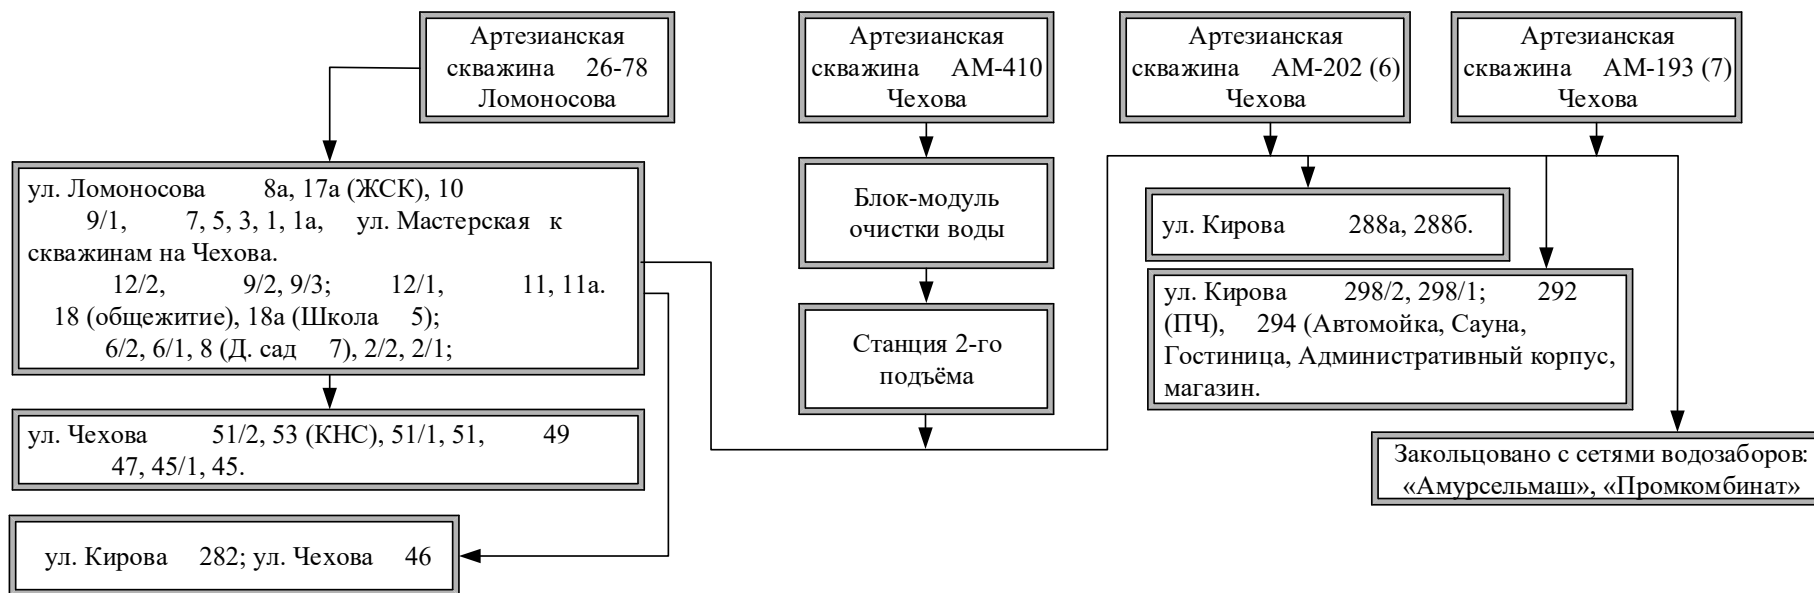 Артезианская
скважина 26-78
Ломоносова
Артезианская
скважина АМ-410
Чехова
Артезианская
скважина АМ-202 (6)
Чехова
Артезианская
скважина АМ-193 (7)
Чехова
ул. Ломоносова 8а, 17а (ЖСК), 10
9/1, 7, 5, 3, 1, 1а, ул. Мастерская к
скважинам на Чехова.
12/2, 9/2, 9/3; 12/1, 11, 11а.
18 (общежитие), 18а (Школа 5);
6/2, 6/1, 8 (Д. сад 7), 2/2, 2/1;
Блок-модуль
очистки воды
Станция 2-го
подъёма
ул. Кирова 288а, 288б.
ул. Кирова 298/2, 298/1; 292
(ПЧ), 294 (Автомойка, Сауна,
Гостиница, Административный корпус,
магазин.
ул. Чехова 51/2, 53 (КНС), 51/1, 51, 49
47, 45/1, 45.
Закольцовано с сетями водозаборов:
«Амурсельмаш», «Промкомбинат»
ул. Кирова 282; ул. Чехова 46